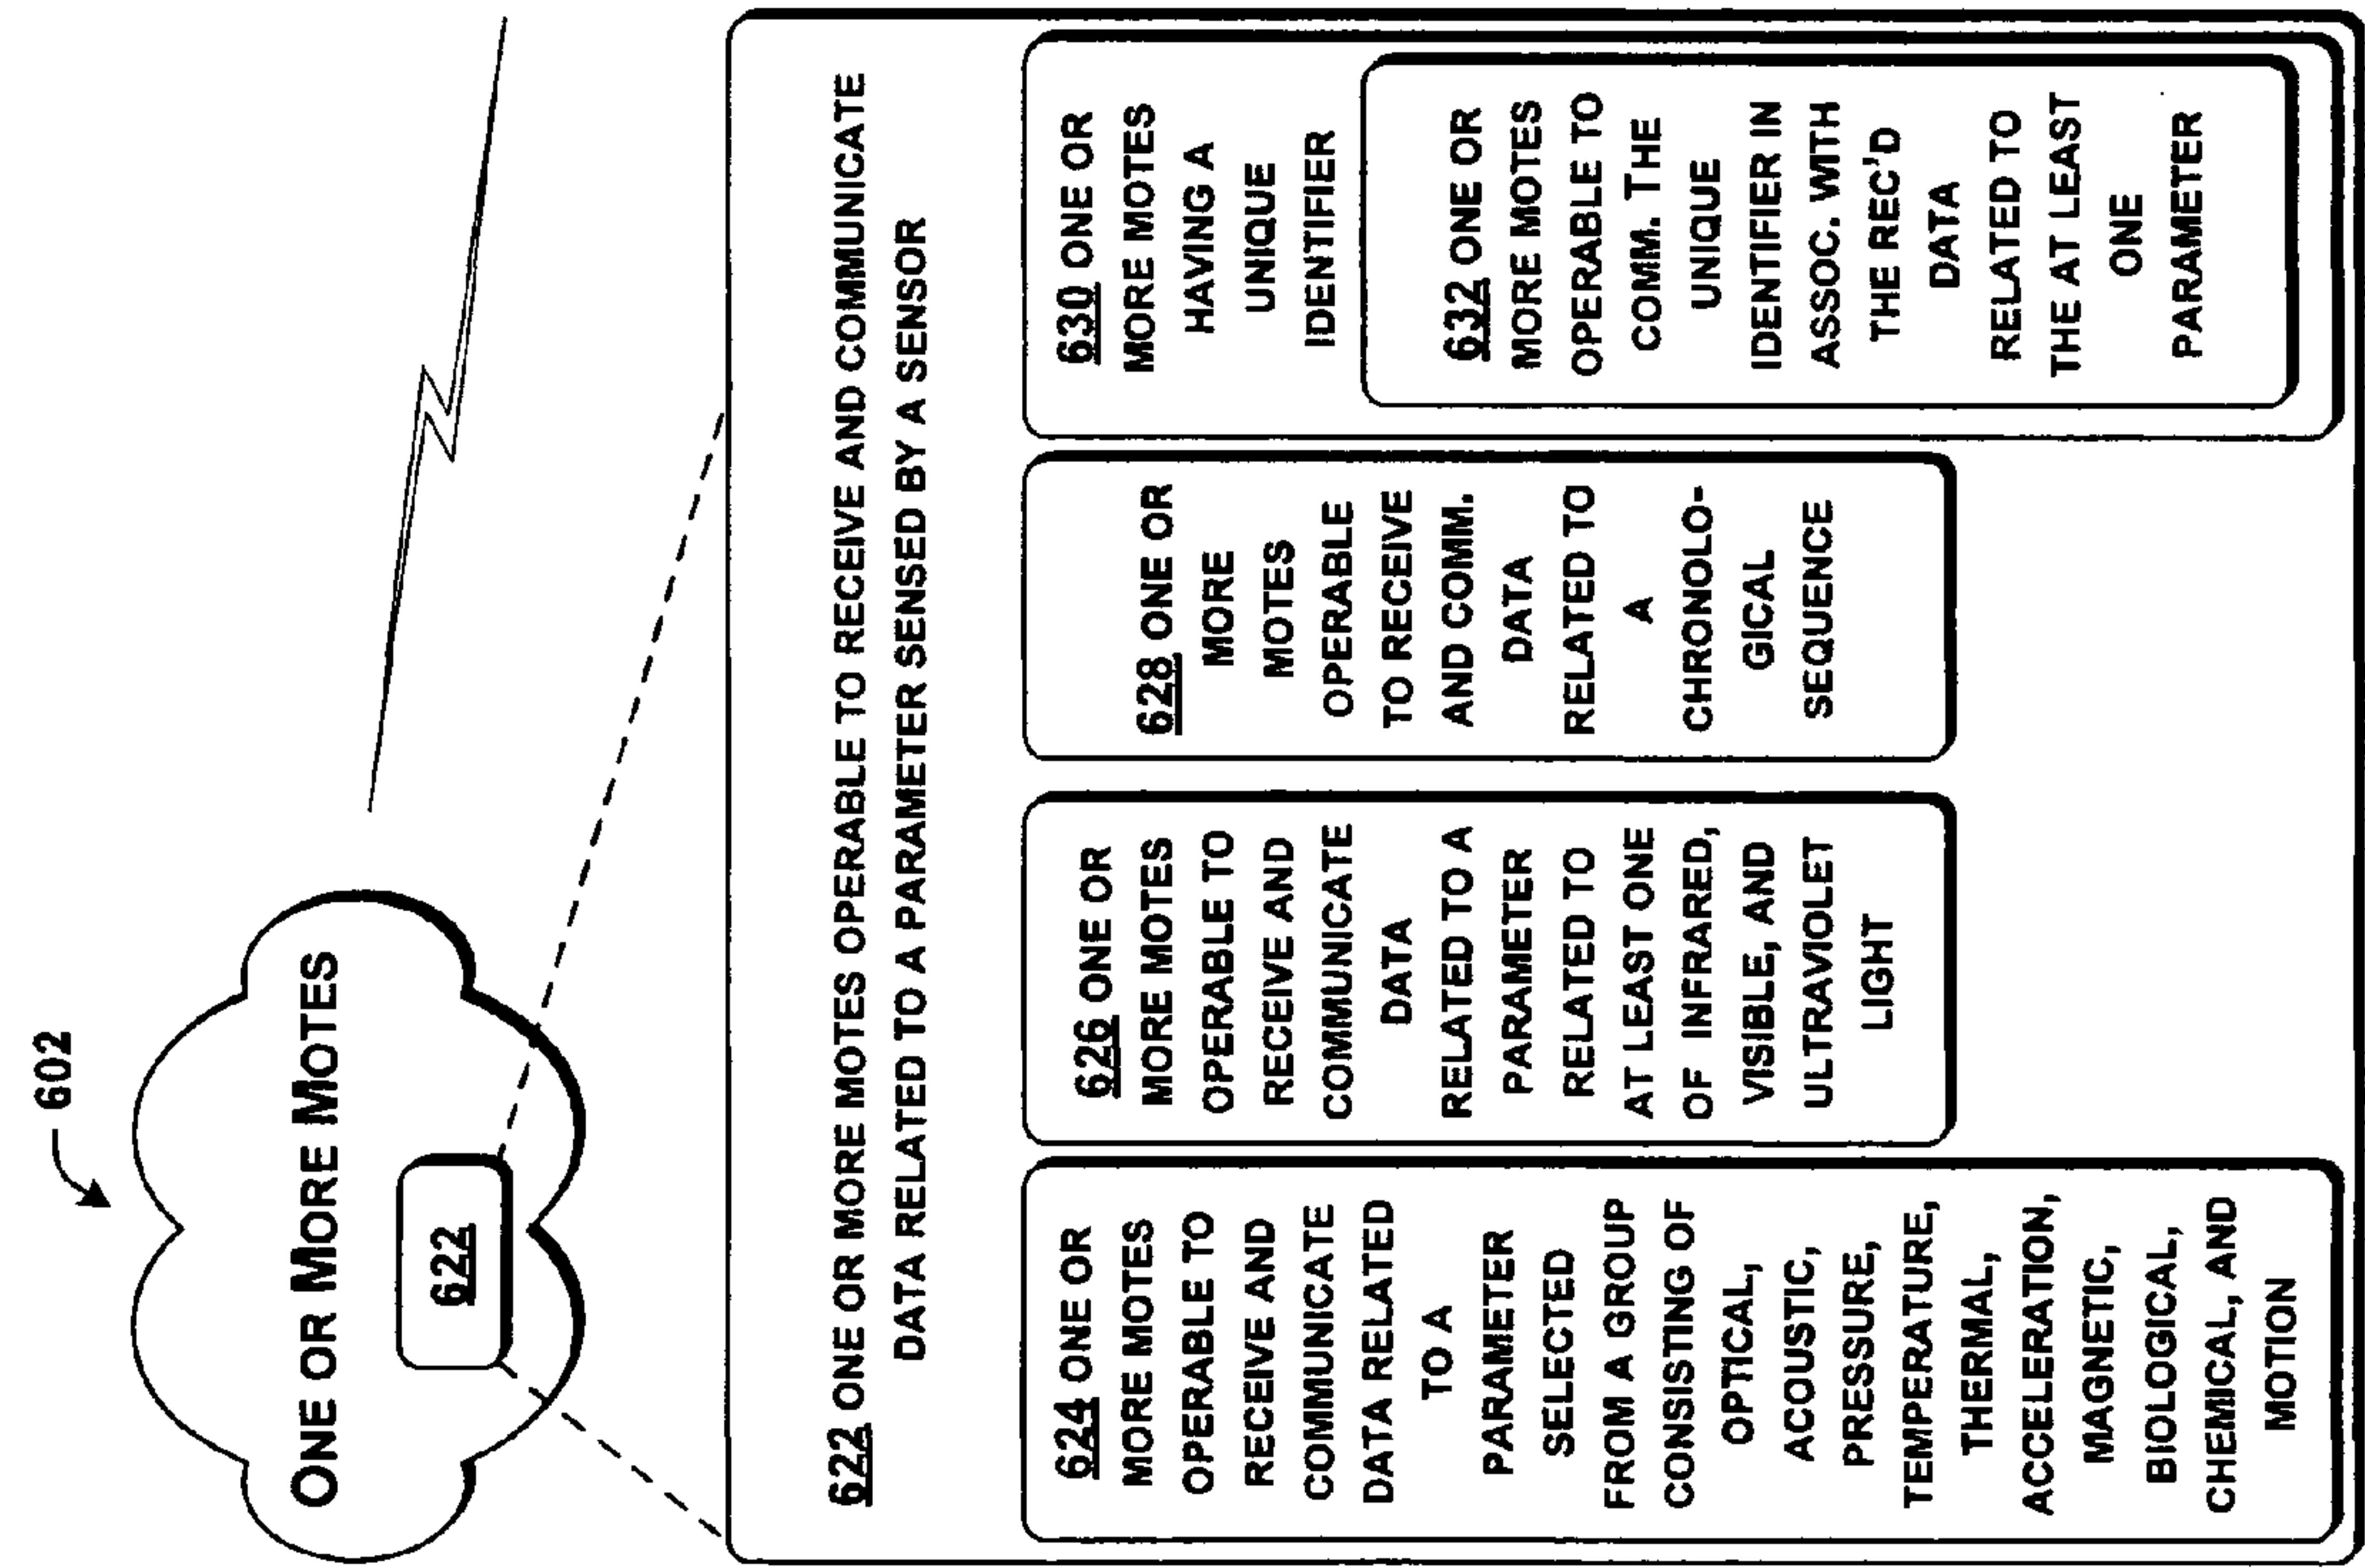 602
ONE OR MORE MOTES
622
622 ONE OR MORE MOTES OPERABLE TO RECEIVE AND COMMUNICATE
DATA RELATED TO A PARAMETER SENSED BY A SENSOR
624 ONE OR
MORE MOTES
OPERABLE TO
RECEIVE AND
COMMUNICATE
DATA RELATED
TO A
PARAMETER
SELECTED
FROM A GROUP
CONSISTING OF
OPTICAL,
ACOUSTIC,
PRESSURE,
TEMPERATURE,
THERMAL,
ACCELERATION,
MAGNETIC,
BIOLOGICAL,
CHEMICAL, AND
MOTION
626 ONE OR
MORE MOTES
OPERABLE TO
RECEIVE AND
COMMUNICATE
DATA
RELATED TO A
PARAMETER
RELATED TO
AT LEAST ONE
OF INFRARED,
VISIBLE, AND
ULTRAVIOLET
LIGHT
628 ONE OR
MORE
MOTES
OPERABLE
TO RECEIVE
AND COMM.
DATA
RELATED TO
A
CHRONOLO-
GICAL
SEQUENCE
630 ONE OR
MORE MOTES
HAVING A
UNIQUE
IDENTIFIER
632 ONE OR
MORE MOTES
OPERABLE TO
COMM. THE
UNIQUE
IDENTIFIER IN
ASSOC. WITH
THE REC'D
DATA
RELATED TO
THE AT LEAST
ONE
PARAMETER